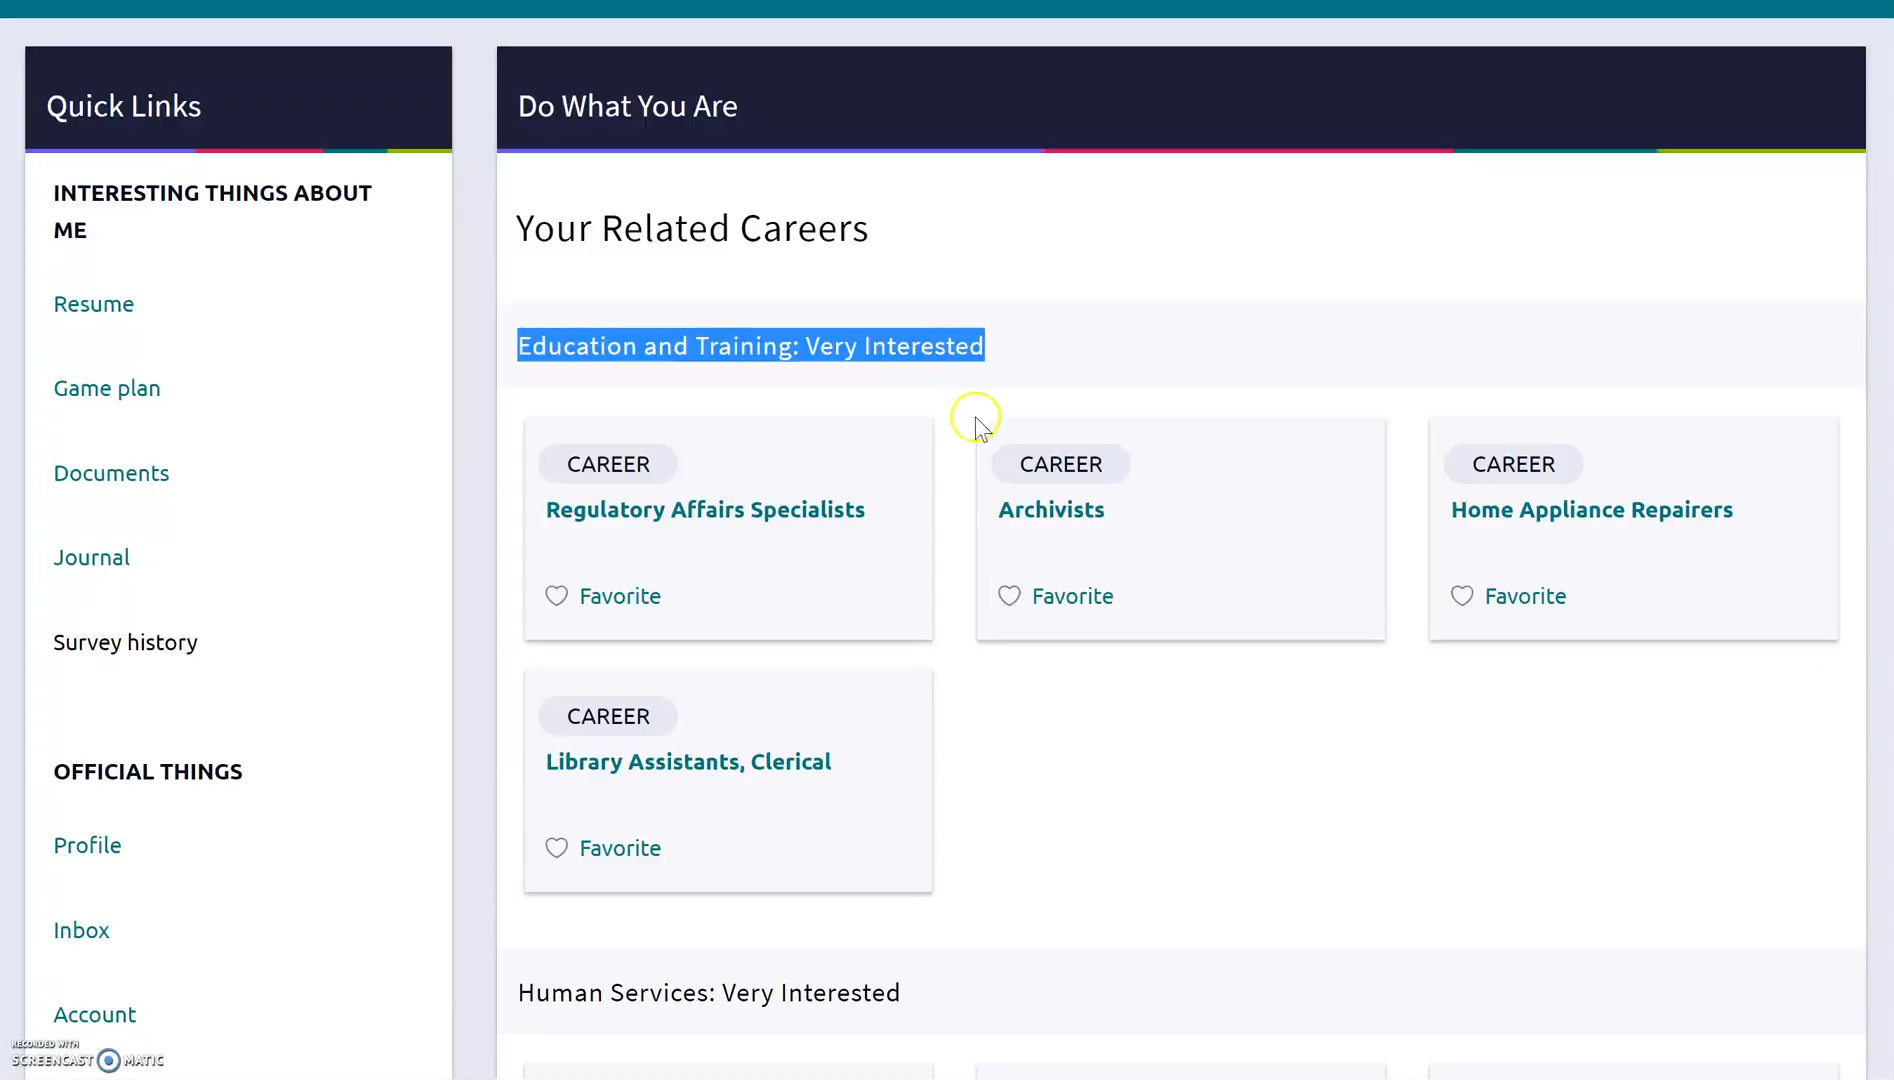 Quick Links
INTERESTING THINGS ABOUT
ME
Resume
Game plan
Documents
Journal
Survey history
OFFICIAL THINGS
Profile
Inbox
Account
RECORDED WITH
SCREENCAST MATIC
Do What You Are
Your Related Careers
Education and Training: Very Interested
CAREER
Regulatory Affairs Specialists
Favorite
CAREER
Archivists
Favorite
CAREER
Home Appliance Repairers
Favorite
CAREER
Library Assistants, Clerical
Favorite
Human Services: Very Interested